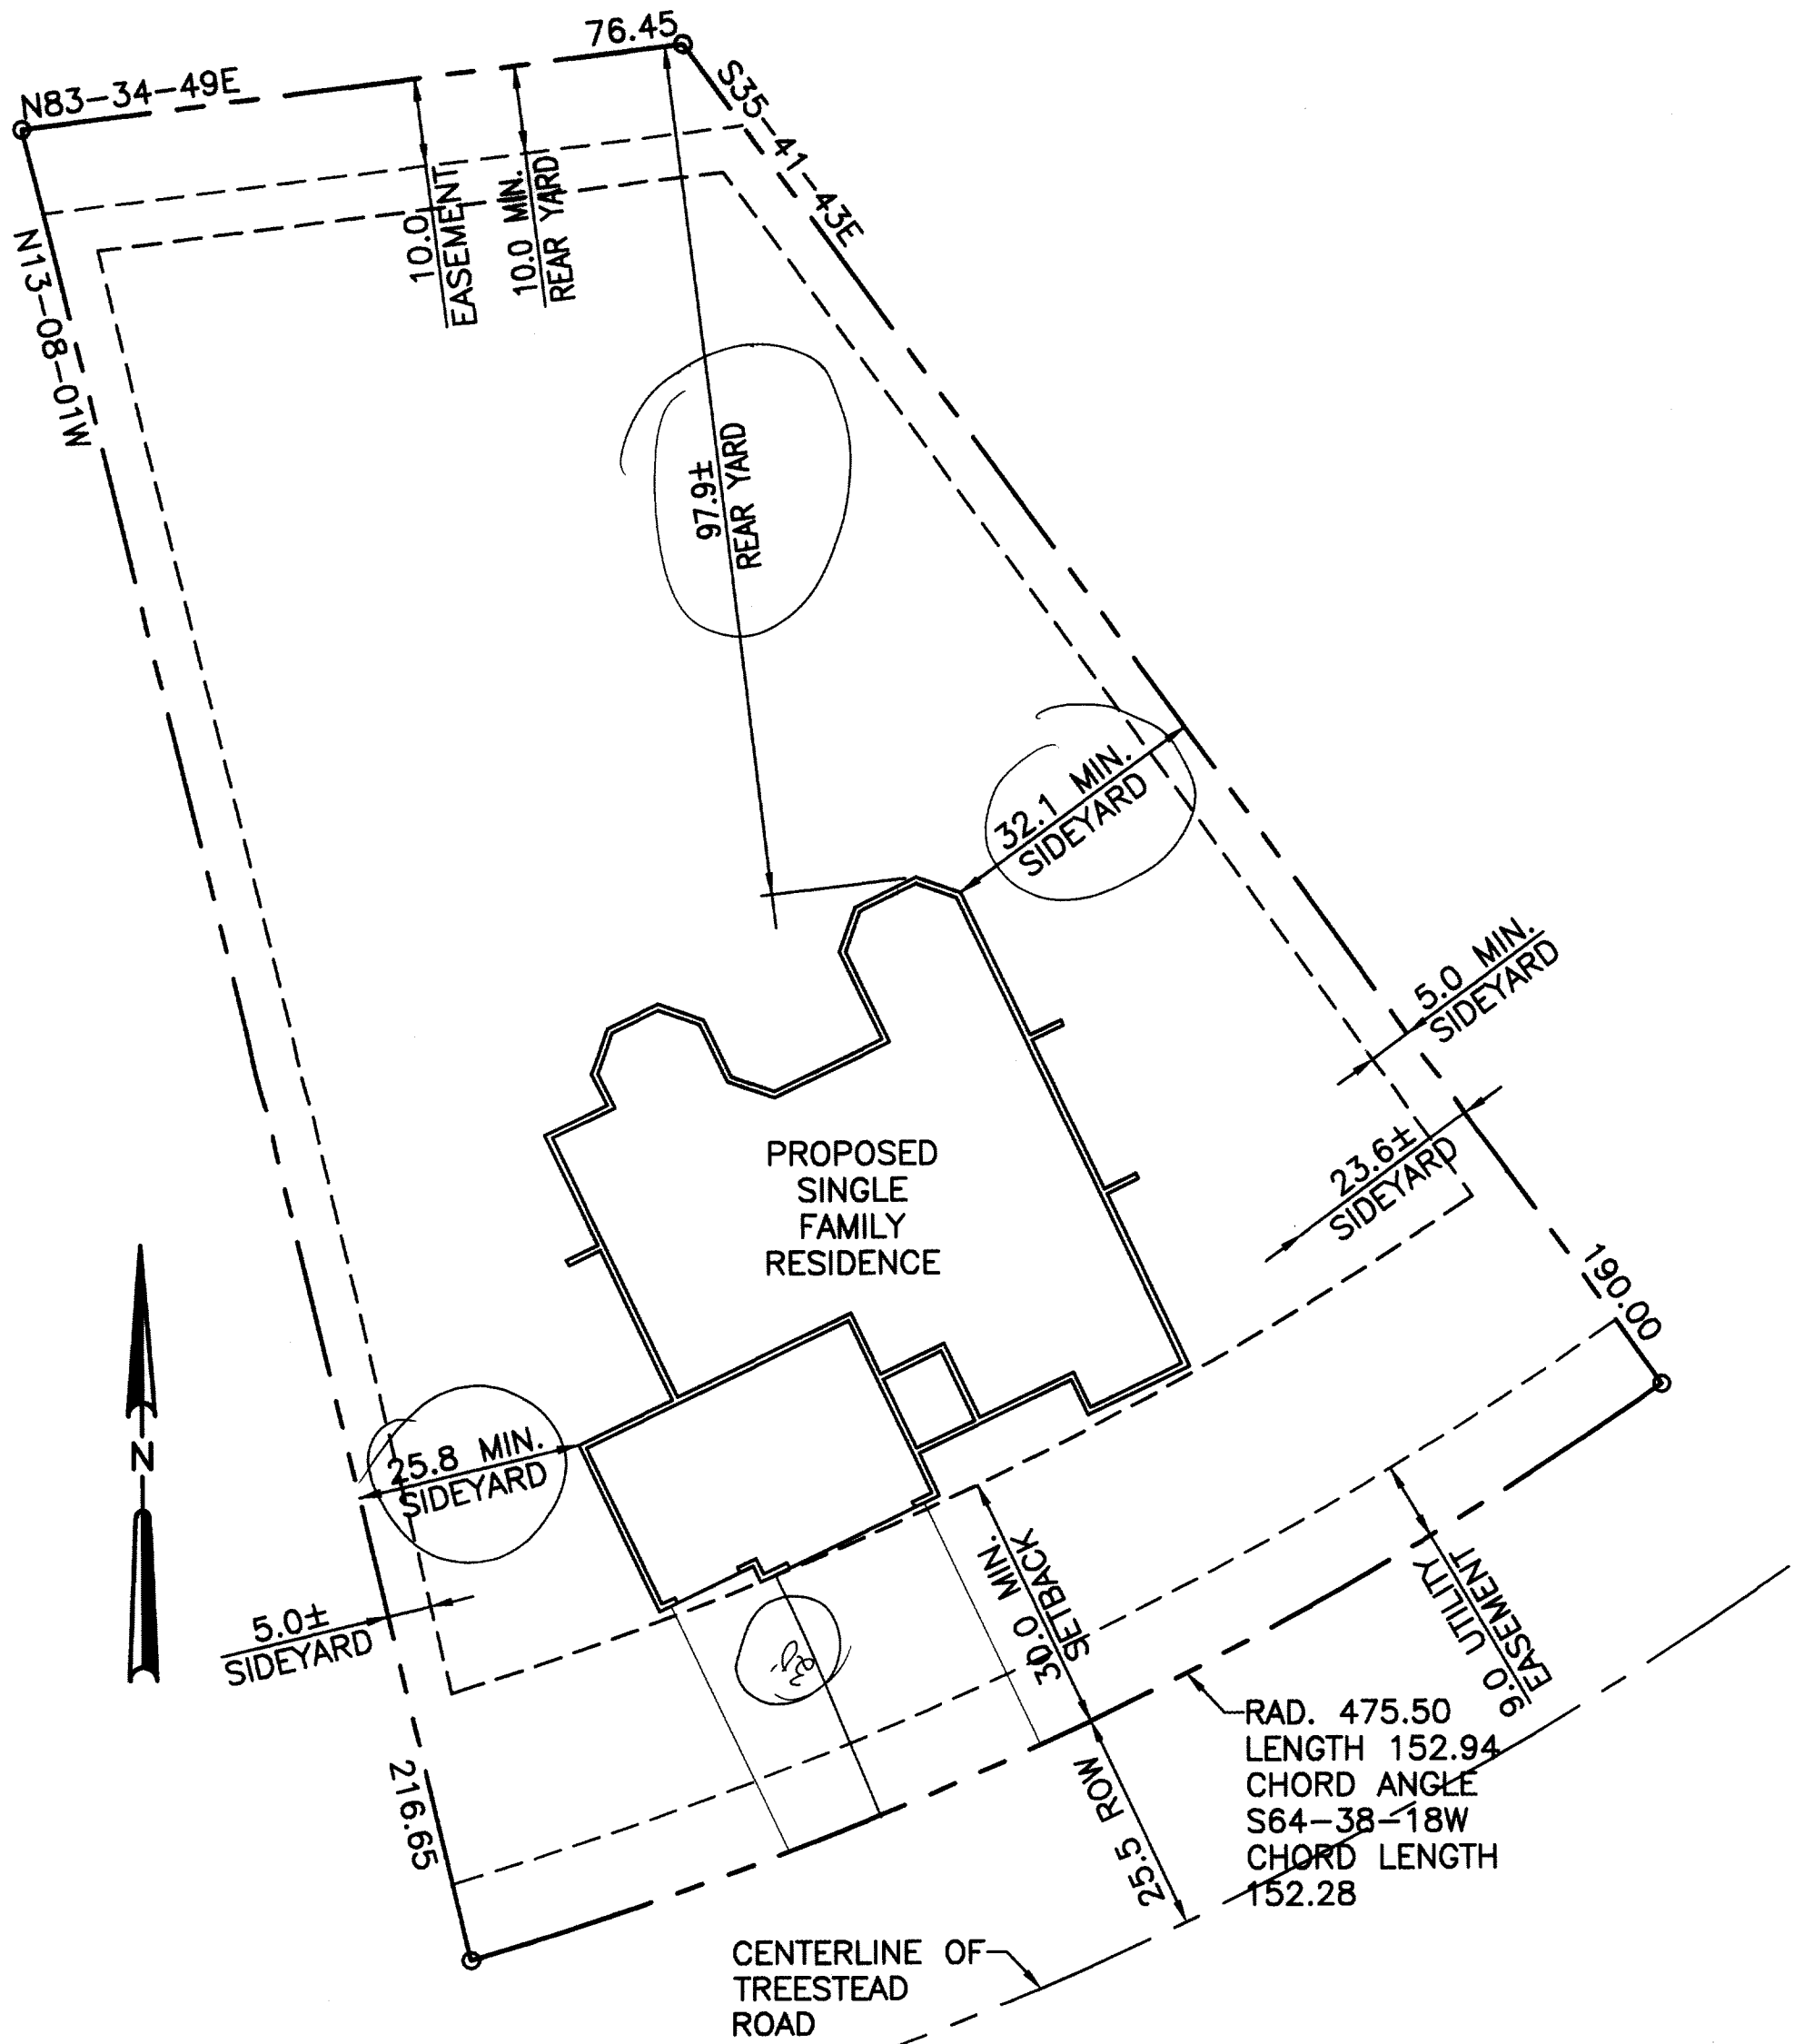 76.45
N83-34-49E
S35-41-43E
N13-08-01W
10.0
EASEMENT
10.0 MIN.
REAR YARD
97.9±
REAR YARD
32.1 MIN.
SIDEYARD
5.0 MIN.
SIDEYARD
23.6±
SIDEYARD
PROPOSED
SINGLE
FAMILY
RESIDENCE
190.00
N
25.8 MIN.
SIDEYARD
5.0±
SIDEYARD
30.0 MIN.
SETBACK
9.0 UTILITY
EASEMENT
216.65
25.5 ROW
RAD. 475.50
LENGTH 152.94
CHORD ANGLE
S64-38-18W
CHORD LENGTH
152.28
CENTERLINE OF
TREESTEAD
ROAD